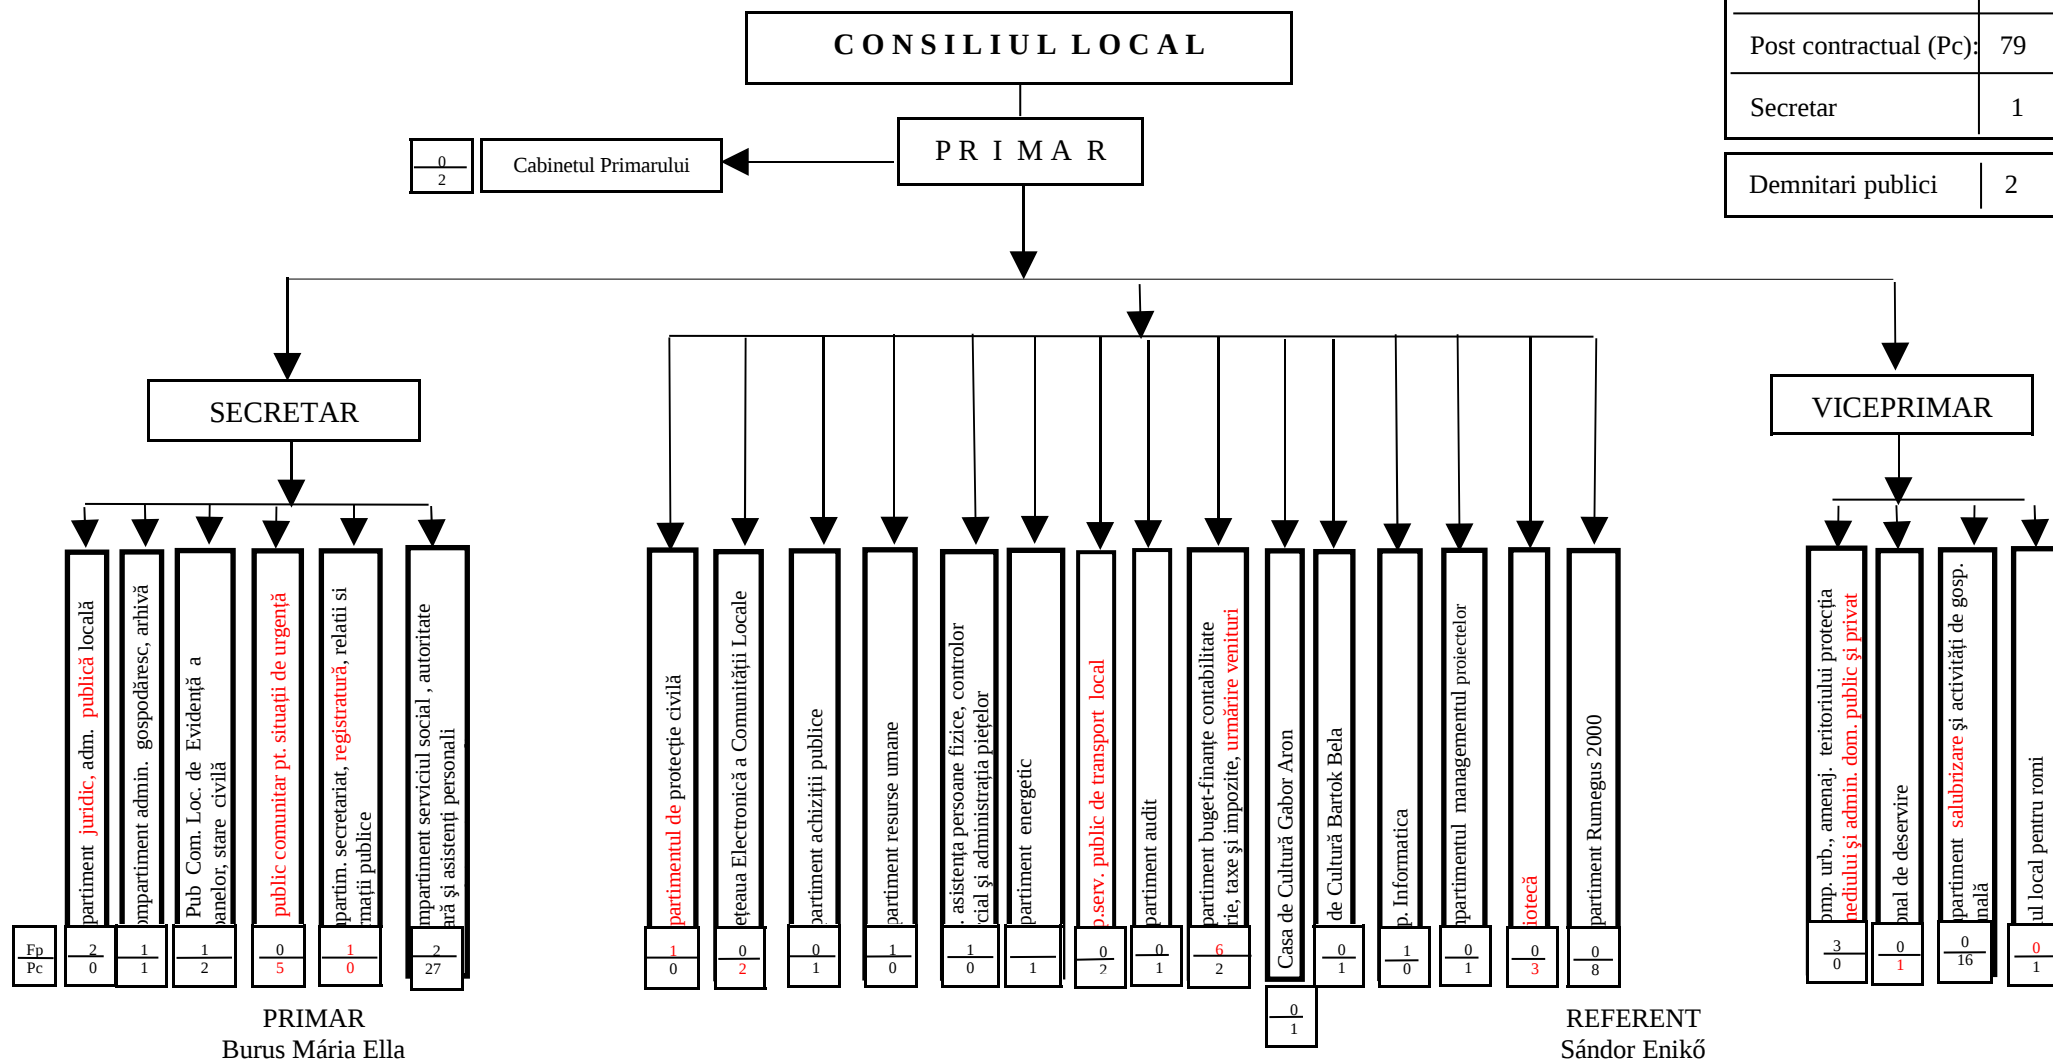 CONSILIUL LOCAL
Post contractual (Pc): 79
Secretar 1
Demnitari publici 2
PRIMAR
Cabinetul Primarului
0
2
SECRETAR
VICEPRIMAR
partiment juridic, adm. publică locală
ompartiment admin. gospodăresc, arhivă
Pub Com. Loc. de Evidență a
anelor, stare civilă
public comunitar pt. situații de urgență
partim. secretariat, registratură, relatii si
rmații publice
mpartiment serviciul social , autoritate
ară și asistenți personali
partimentul de protecție civilă
ețeaua Electronică a Comunității Locale
partiment achiziții publice
partiment resurse umane
. asistența persoane fizice, controlor
cial și administrația piețelor
partiment energetic
p.serv. public de transport local
partiment audit
partiment buget-finanțe contabilitate
rie, taxe și impozite, urmărire venituri
Casa de Cultură Gabor Aron
de Cultură Bartok Bela
p. Informatica
mpartimentul managementul proiectelor
iotecă
partiment Rumegus 2000
omp. urb., amenaj. teritoriului protecția
mediului și admin. dom. public și privat
onal de deservire
partiment salubrizare și activități de gosp.
nală
ul local pentru romi
Fp 2 1 1 0 1 2 1 0 0 1 1 0 0 6 0 1 0 0 0 3 0 0 0
Pc 0 1 2 5 0 27 0 2 1 0 0 1 2 1 2 1 0 1 3 8 0 1 16 1
0
1
PRIMAR
Burus Mária Ella
REFERENT
Sándor Enikő